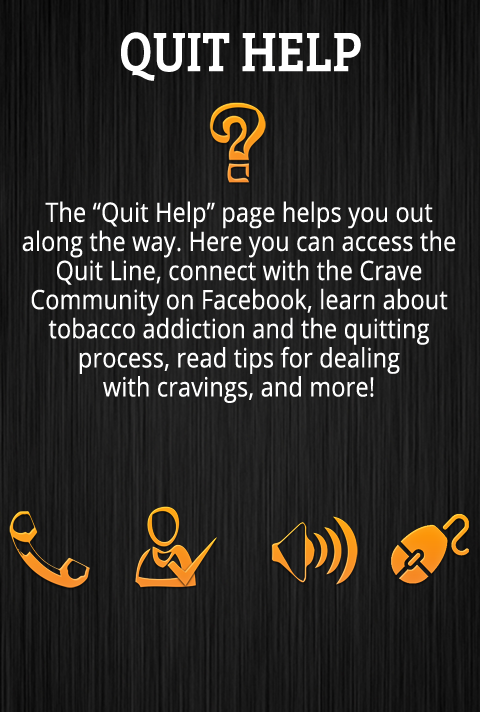 QUIT HELP
The “Quit Help” page helps you out
along the way. Here you can access the
Quit Line, connect with the Crave
Community on Facebook, learn about
tobacco addiction and the quitting
process, read tips for dealing
with cravings, and more!